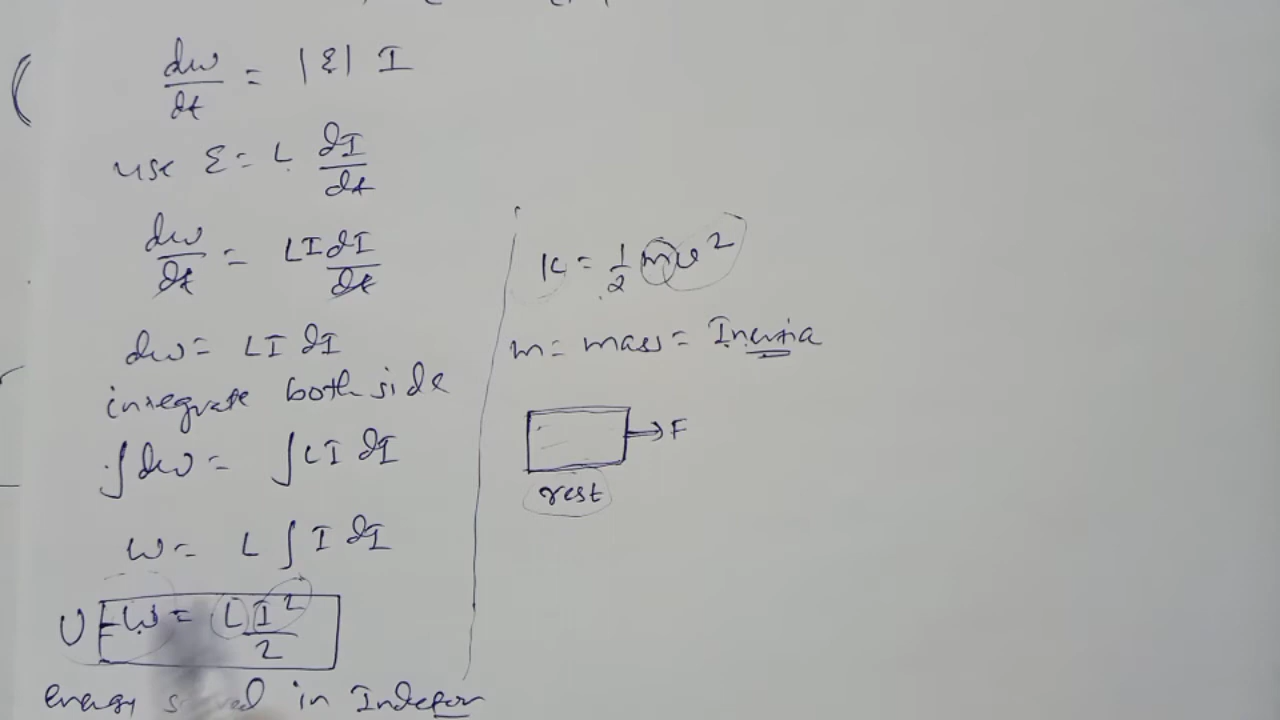 dw/dt = |ε| I
use ε = L dI/dt
dw/dt = LI dI/dt
dw = LI dI
integrate both side
∫dw = ∫LI dI
w = L ∫ I dI
U = W = LI²/2
energy in Indector
K = 1/2 mv²
m = mass = Inertia
→F
rest